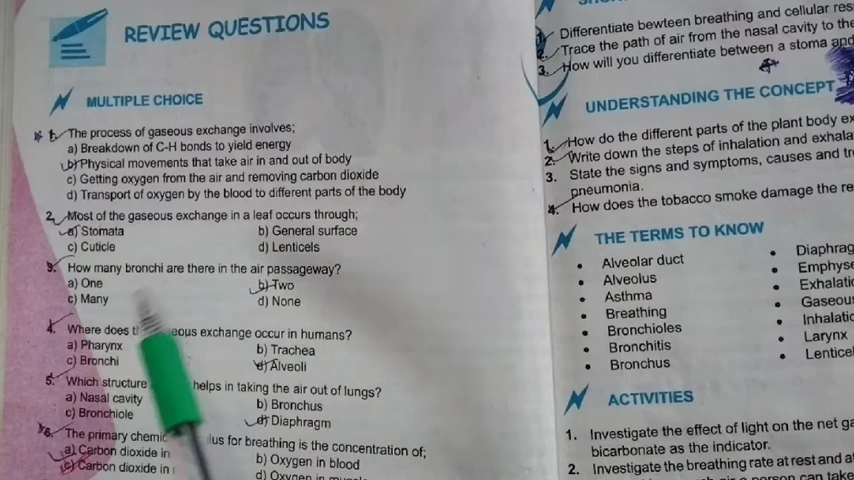 REVIEW QUESTIONS
MULTIPLE CHOICE
1. The process of gaseous exchange involves;
a) Breakdown of C-H bonds to yield energy
b) Physical movements that take air in and out of body
c) Getting oxygen from the air and removing carbon dioxide
d) Transport of oxygen by the blood to different parts of the body
2. Most of the gaseous exchange in a leaf occurs through;
a) Stomata b) General surface
c) Cuticle d) Lenticels
3. How many bronchi are there in the air passageway?
a) One b) Two
c) Many d) None
4. Where does eous exchange occur in humans?
a) Pharynx b) Trachea
c) Bronchi d) Alveoli
5. Which structure helps in taking the air out of lungs?
a) Nasal cavity b) Bronchus
c) Bronchiole d) Diaphragm
6. The primary chemic lus for breathing is the concentration of;
a) Carbon dioxide in b) Oxygen in blood
c) Carbon dioxide in d) Oxygen in
Differentiate bewteen breathing and cellular res
2. Trace the path of air from the nasal cavity to the
3. How will you differentiate between a stoma and
UNDERSTANDING THE CONCEPT
1. How do the different parts of the plant body ex
2. Write down the steps of inhalation and exhala
3. State the signs and symptoms, causes and tr
pneumonia.
4. How does the tobacco smoke damage the re
THE TERMS TO KNOW
• Alveolar duct • Diaphrag
• Alveolus • Emphyse
• Asthma • Exhalatio
• Breathing • Gaseou
• Bronchioles • Inhalatio
• Bronchitis • Larynx
• Bronchus • Lenticel
ACTIVITIES
1. Investigate the effect of light on the net ga
bicarbonate as the indicator.
2. Investigate the breathing rate at rest and a
a person can take